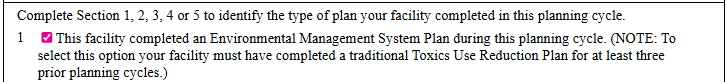 Complete Section 1, 2, 3, 4 or 5 to identify the type of plan your facility completed in this planning cycle.
1 ☑ This facility completed an Environmental Management System Plan during this planning cycle. (NOTE: To
select this option your facility must have completed a traditional Toxics Use Reduction Plan for at least three
prior planning cycles.)